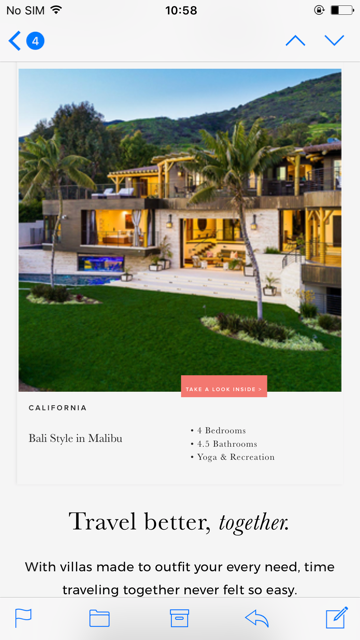 No SIM 10:58
4
TAKE A LOOK INSIDE >
CALIFORNIA
Bali Style in Malibu
• 4 Bedrooms
• 4.5 Bathrooms
• Yoga & Recreation
Travel better, together.
With villas made to outfit your every need, time
traveling together never felt so easy.